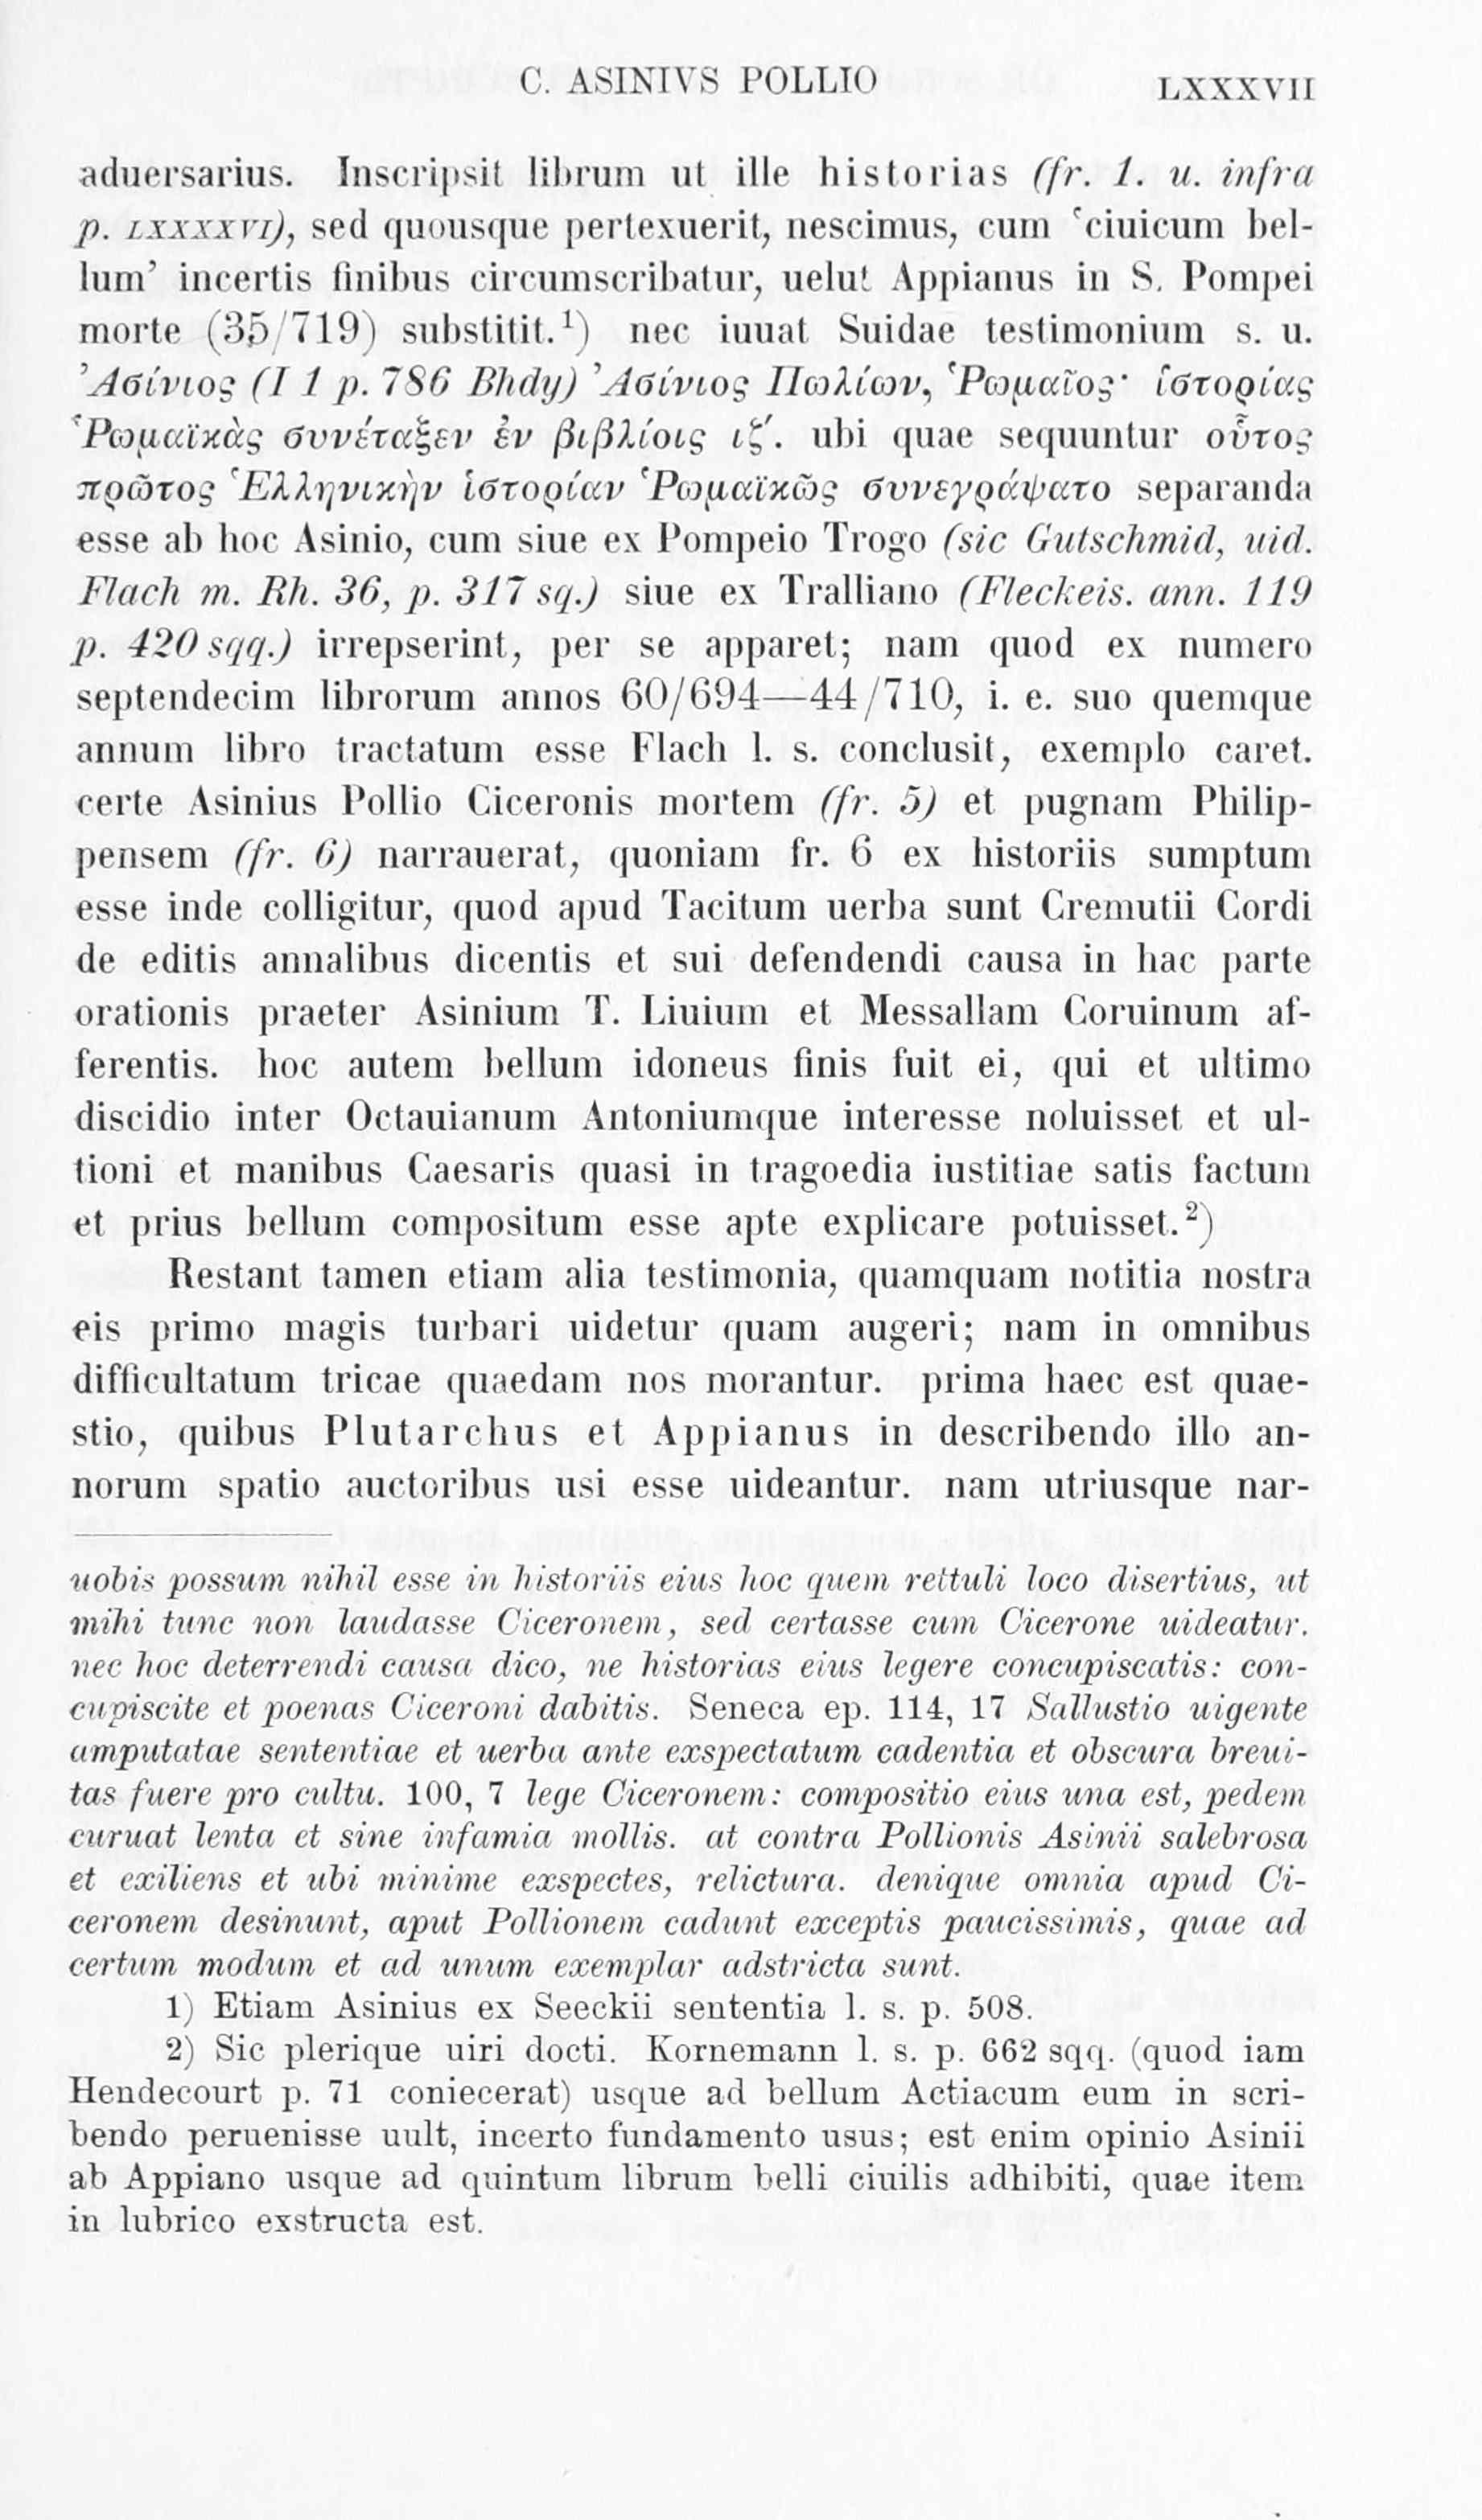 C. ASINIVS POLLIO LXXXVII
aduersarius. Inscripsit librum ut ille historias (fr. 1. u. infra
p. LXXXXVI), sed quousque pertexuerit, nescimus, cum ‘ciuicum bel-
lum’ incertis finibus circumscribatur, uelut Appianus in S. Pompei
morte (35/719) substitit.¹) nec iuuat Suidae testimonium s. u.
Ἀσίνιος (I 1 p. 786 Bhdy) Ἀσίνιος Πωλίων, Ῥωμαῖος· ἱστορίας
Ῥωμαϊκὰς συνέταξεν ἐν βιβλίοις ιζ′. ubi quae sequuntur οὗτος
πρῶτος Ἑλληνικὴν ἱστορίαν Ῥωμαϊκῶς συνεγράψατο separanda
esse ab hoc Asinio, cum siue ex Pompeio Trogo (sic Gutschmid, uid.
Flach m. Rh. 36, p. 317 sq.) siue ex Tralliano (Fleckeis. ann. 119
p. 420 sqq.) irrepserint, per se apparet; nam quod ex numero
septendecim librorum annos 60/694—44/710, i. e. suo quemque
annum libro tractatum esse Flach l. s. conclusit, exemplo caret.
certe Asinius Pollio Ciceronis mortem (fr. 5) et pugnam Philip-
pensem (fr. 6) narrauerat, quoniam fr. 6 ex historiis sumptum
esse inde colligitur, quod apud Tacitum uerba sunt Cremutii Cordi
de editis annalibus dicentis et sui defendendi causa in hac parte
orationis praeter Asinium T. Liuium et Messallam Coruinum af-
ferentis. hoc autem bellum idoneus finis fuit ei, qui et ultimo
discidio inter Octauianum Antoniumque interesse noluisset et ul-
tioni et manibus Caesaris quasi in tragoedia iustitiae satis factum
et prius bellum compositum esse apte explicare potuisset.²)
Restant tamen etiam alia testimonia, quamquam notitia nostra
eis primo magis turbari uidetur quam augeri; nam in omnibus
difficultatum tricae quaedam nos morantur. prima haec est quae-
stio, quibus Plutarchus et Appianus in describendo illo an-
norum spatio auctoribus usi esse uideantur. nam utriusque nar-
uobis possum nihil esse in historiis eius hoc quem rettuli loco disertius, ut
mihi tunc non laudasse Ciceronem, sed certasse cum Cicerone uideatur.
nec hoc deterrendi causa dico, ne historias eius legere concupiscatis: con-
cupiscite et poenas Ciceroni dabitis. Seneca ep. 114, 17 Sallustio uigente
amputatae sententiae et uerba ante exspectatum cadentia et obscura breui-
tas fuere pro cultu. 100, 7 lege Ciceronem: compositio eius una est, pedem
curuat lenta et sine infamia mollis. at contra Pollionis Asinii salebrosa
et exiliens et ubi minime exspectes, relictura. denique omnia apud Ci-
ceronem desinunt, aput Pollionem cadunt exceptis paucissimis, quae ad
certum modum et ad unum exemplar adstricta sunt.
1) Etiam Asinius ex Seeckii sententia l. s. p. 508.
2) Sic plerique uiri docti. Kornemann l. s. p. 662 sqq. (quod iam
Hendecourt p. 71 coniecerat) usque ad bellum Actiacum eum in scri-
bendo peruenisse uult, incerto fundamento usus; est enim opinio Asinii
ab Appiano usque ad quintum librum belli ciuilis adhibiti, quae item
in lubrico exstructa est.